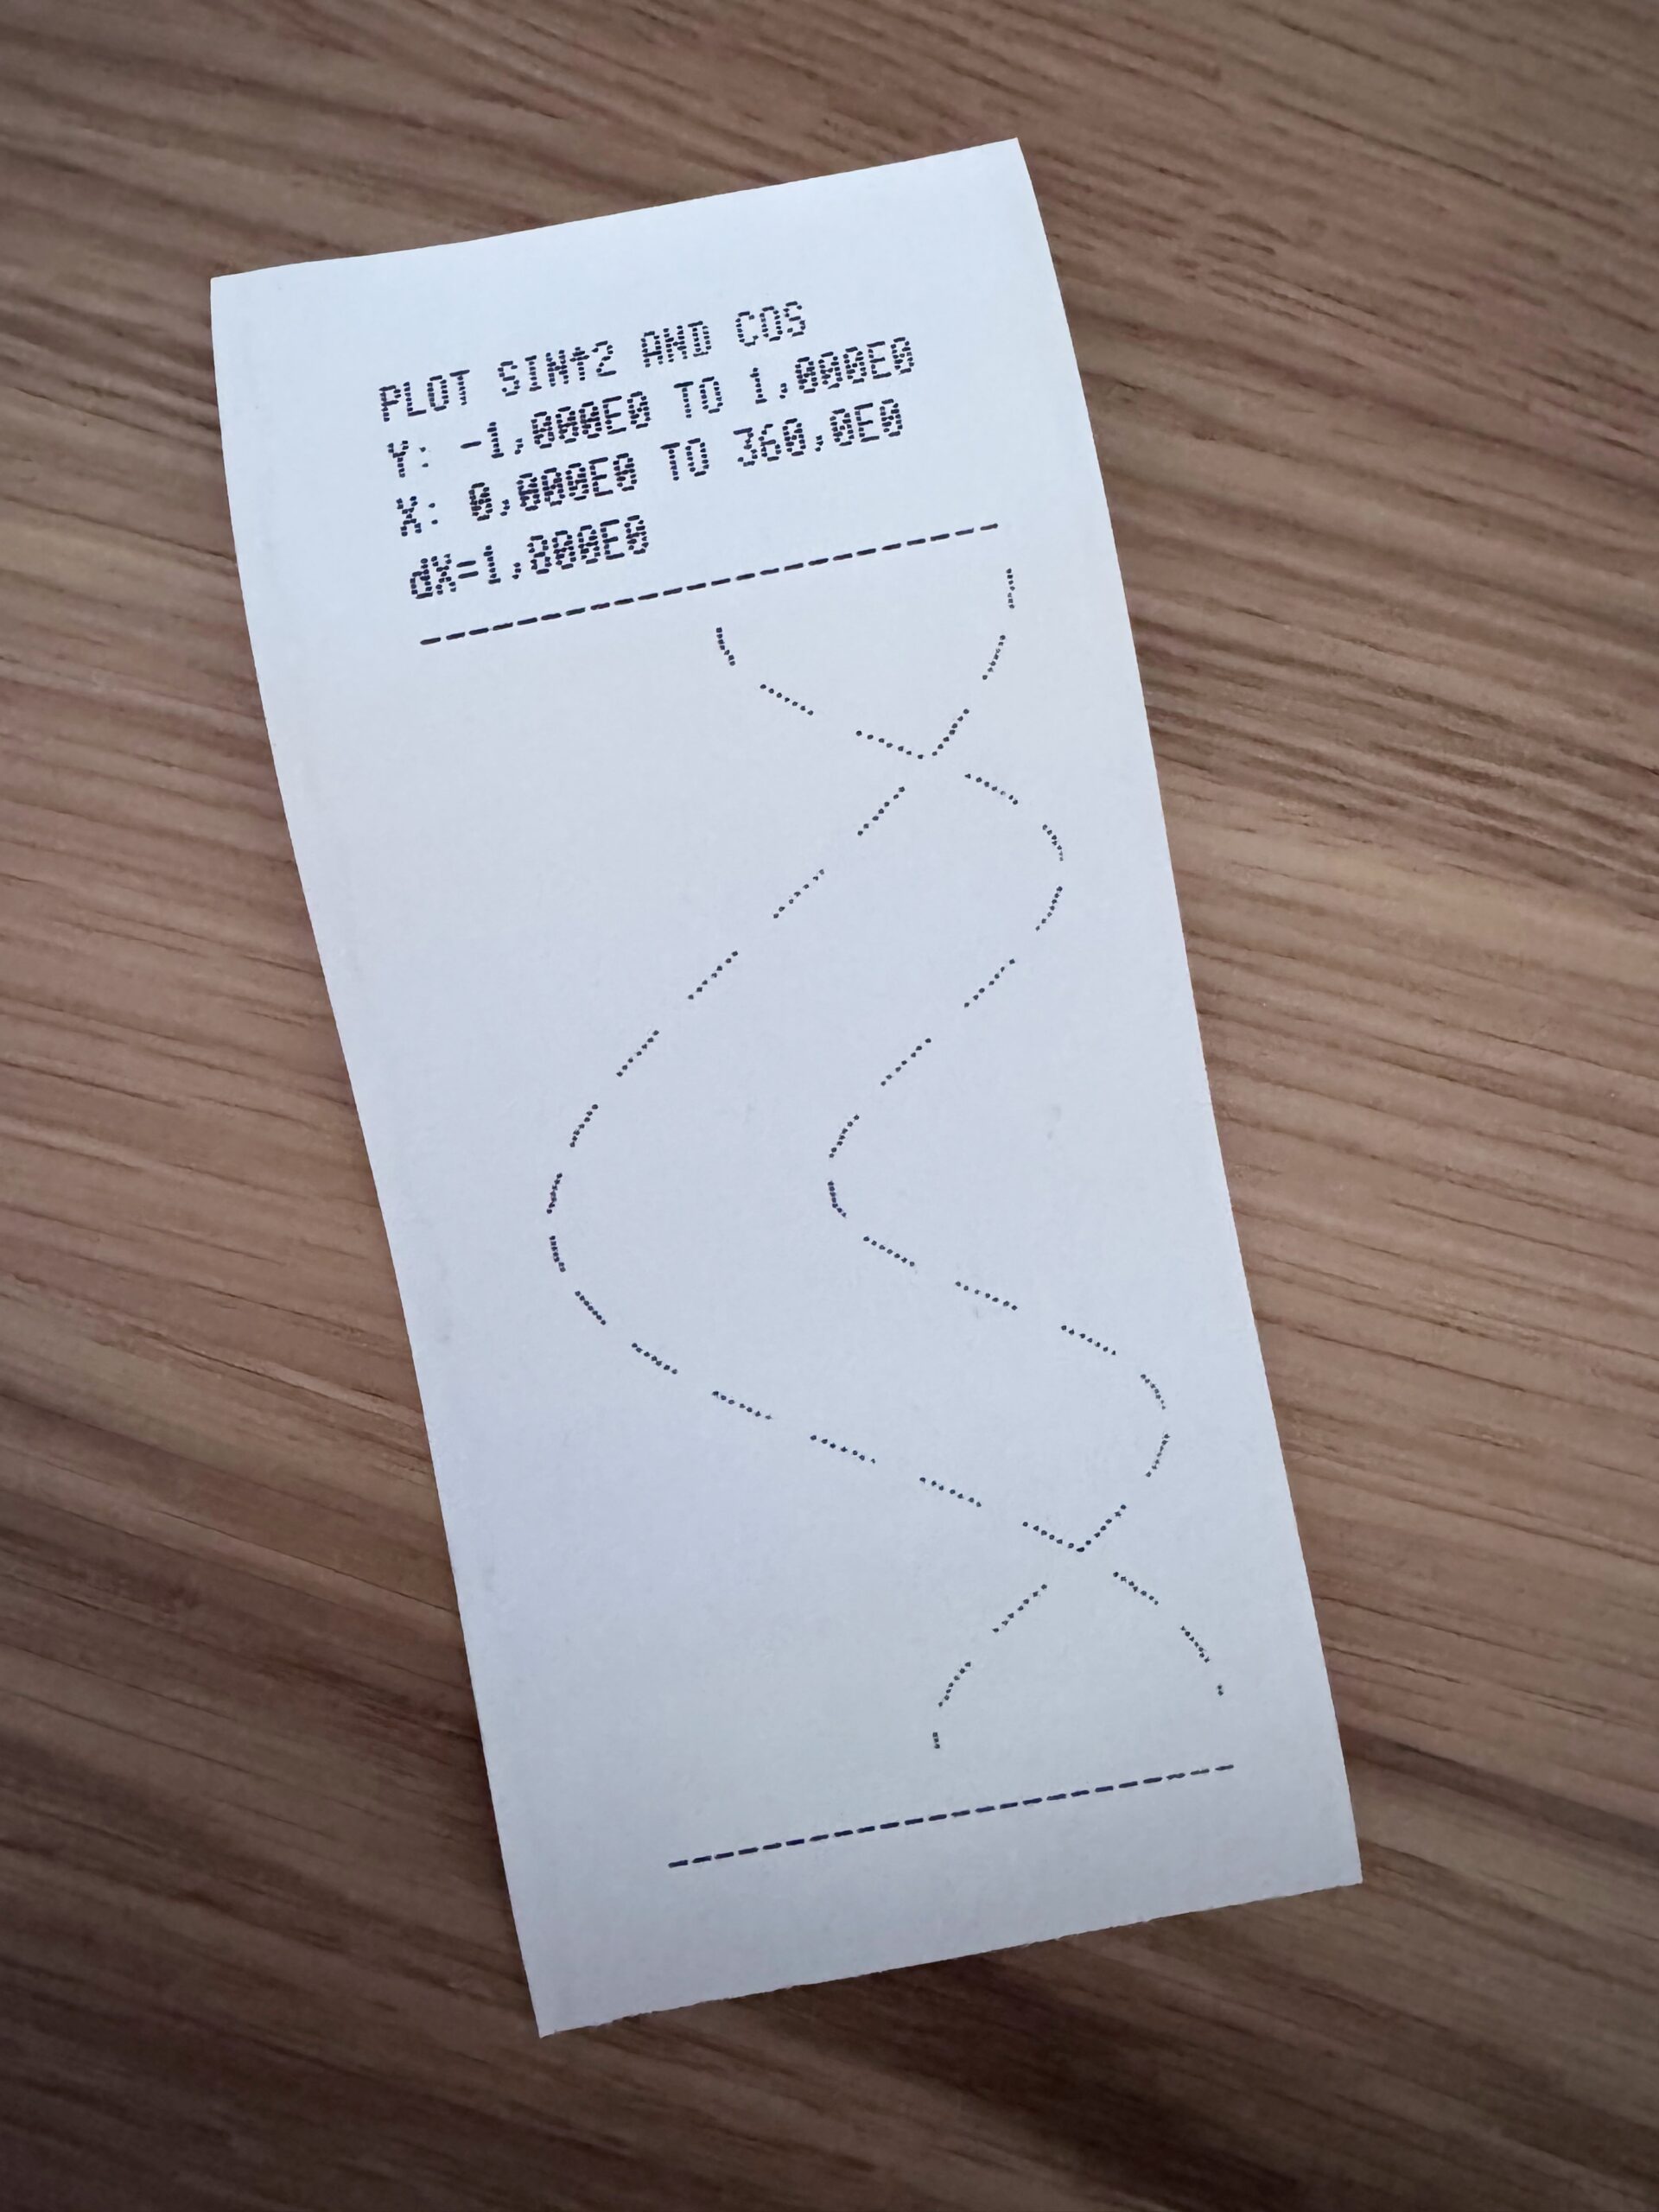 PLOT SIN↑2 AND COS
Y: -1,000E0 TO 1,000E0
X: 0,000E0 TO 360,0E0
dX=1,800E0